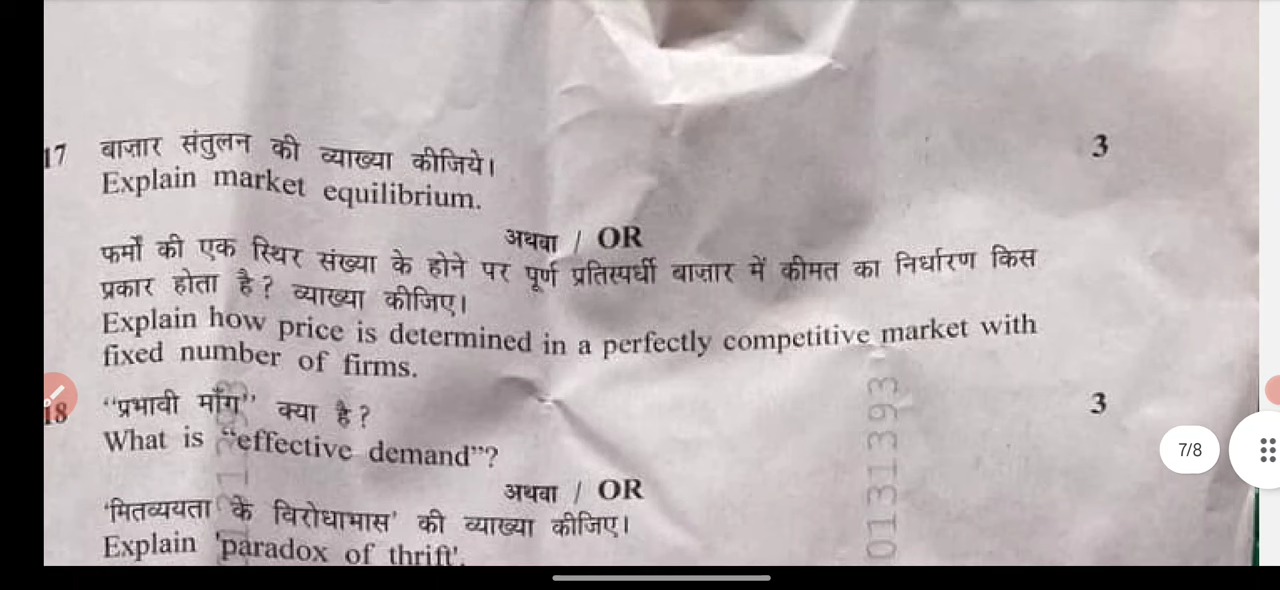 17 बाजार संतुलन की व्याख्या कीजिये। 3
Explain market equilibrium.
अथवा / OR
फर्मों की एक स्थिर संख्या के होने पर पूर्ण प्रतिस्पर्धी बाजार में कीमत का निर्धारण किस
प्रकार होता है? व्याख्या कीजिए।
Explain how price is determined in a perfectly competitive market with
fixed number of firms.
18 “प्रभावी माँग” क्या है? 3
What is “effective demand”?
7/8
अथवा / OR
'मितव्ययता के विरोधाभास' की व्याख्या कीजिए।
Explain 'paradox of thrift'.
0131393